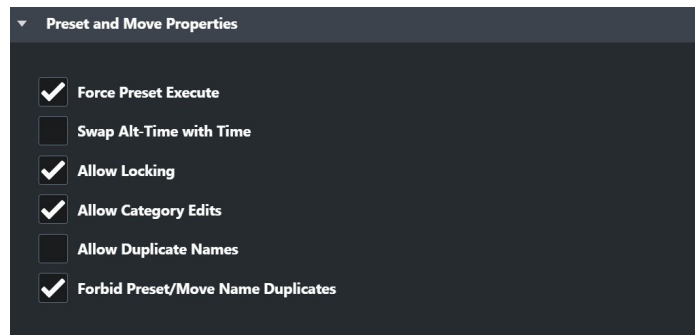 Preset and Move Properties
Force Preset Execute
Swap Alt-Time with Time
Allow Locking
Allow Category Edits
Allow Duplicate Names
Forbid Preset/Move Name Duplicates